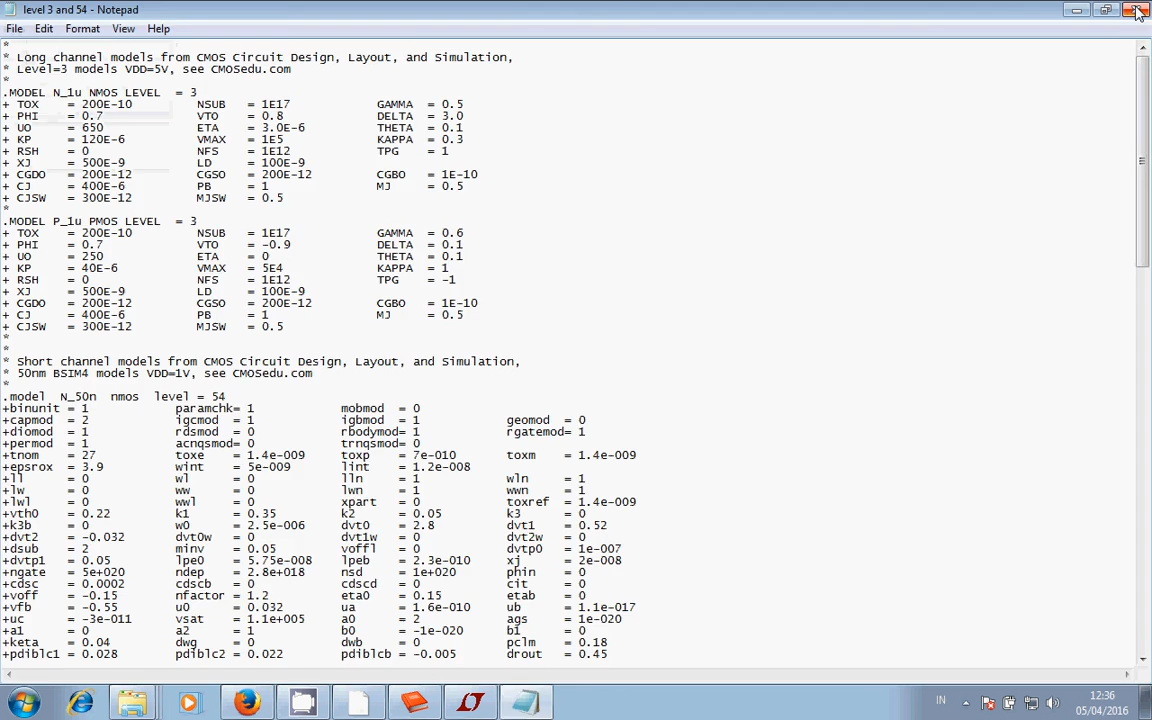 level 3 and 54 - Notepad
File Edit Format View Help
*
* Long channel models from CMOS Circuit Design, Layout, and Simulation,
* Level=3 models VDD=5V, see CMOSedu.com
*
.MODEL N_1u NMOS LEVEL = 3
+ TOX = 200E-10 NSUB = 1E17 GAMMA = 0.5
+ PHI = 0.7 VTO = 0.8 DELTA = 3.0
+ UO = 650 ETA = 3.0E-6 THETA = 0.1
+ KP = 120E-6 VMAX = 1E5 KAPPA = 0.3
+ RSH = 0 NFS = 1E12 TPG = 1
+ XJ = 500E-9 LD = 100E-9
+ CGDO = 200E-12 CGSO = 200E-12 CGBO = 1E-10
+ CJ = 400E-6 PB = 1 MJ = 0.5
+ CJSW = 300E-12 MJSW = 0.5
*
.MODEL P_1u PMOS LEVEL = 3
+ TOX = 200E-10 NSUB = 1E17 GAMMA = 0.6
+ PHI = 0.7 VTO = -0.9 DELTA = 0.1
+ UO = 250 ETA = 0 THETA = 0.1
+ KP = 40E-6 VMAX = 5E4 KAPPA = 1
+ RSH = 0 NFS = 1E12 TPG = -1
+ XJ = 500E-9 LD = 100E-9
+ CGDO = 200E-12 CGSO = 200E-12 CGBO = 1E-10
+ CJ = 400E-6 PB = 1 MJ = 0.5
+ CJSW = 300E-12 MJSW = 0.5
*
*
* Short channel models from CMOS Circuit Design, Layout, and Simulation,
* 50nm BSIM4 models VDD=1V, see CMOSedu.com
*
.model N_50n nmos level = 54
+binunit = 1 paramchk= 1 mobmod = 0
+capmod = 2 igcmod = 1 igbmod = 1 geomod = 0
+diomod = 1 rdsmod = 0 rbodymod= 1 rgatemod= 1
+permod = 1 acnqsmod= 0 trnqsmod= 0
+tnom = 27 toxe = 1.4e-009 toxp = 7e-010 toxm = 1.4e-009
+epsrox = 3.9 wint = 5e-009 lint = 1.2e-008
+ll = 0 wl = 0 lln = 1 wln = 1
+lw = 0 ww = 0 lwn = 1 wwn = 1
+lwl = 0 wwl = 0 xpart = 0 toxref = 1.4e-009
+vth0 = 0.22 k1 = 0.35 k2 = 0.05 k3 = 0
+k3b = 0 w0 = 2.5e-006 dvt0 = 2.8 dvt1 = 0.52
+dvt2 = -0.032 dvt0w = 0 dvt1w = 0 dvt2w = 0
+dsub = 2 minv = 0.05 voffl = 0 dvtp0 = 1e-007
+dvtp1 = 0.05 lpe0 = 5.75e-008 lpeb = 2.3e-010 xj = 2e-008
+ngate = 5e+020 ndep = 2.8e+018 nsd = 1e+020 phin = 0
+cdsc = 0.0002 cdscb = 0 cdscd = 0 cit = 0
+voff = -0.15 nfactor = 1.2 eta0 = 0.15 etab = 0
+vfb = -0.55 u0 = 0.032 ua = 1.6e-010 ub = 1.1e-017
+uc = -3e-011 vsat = 1.1e+005 a0 = 2 ags = 1e-020
+a1 = 0 a2 = 1 b0 = -1e-020 b1 = 0
+keta = 0.04 dwg = 0 dwb = 0 pclm = 0.18
+pdiblc1 = 0.028 pdiblc2 = 0.022 pdiblcb = -0.005 drout = 0.45
IN
12:36
05/04/2016